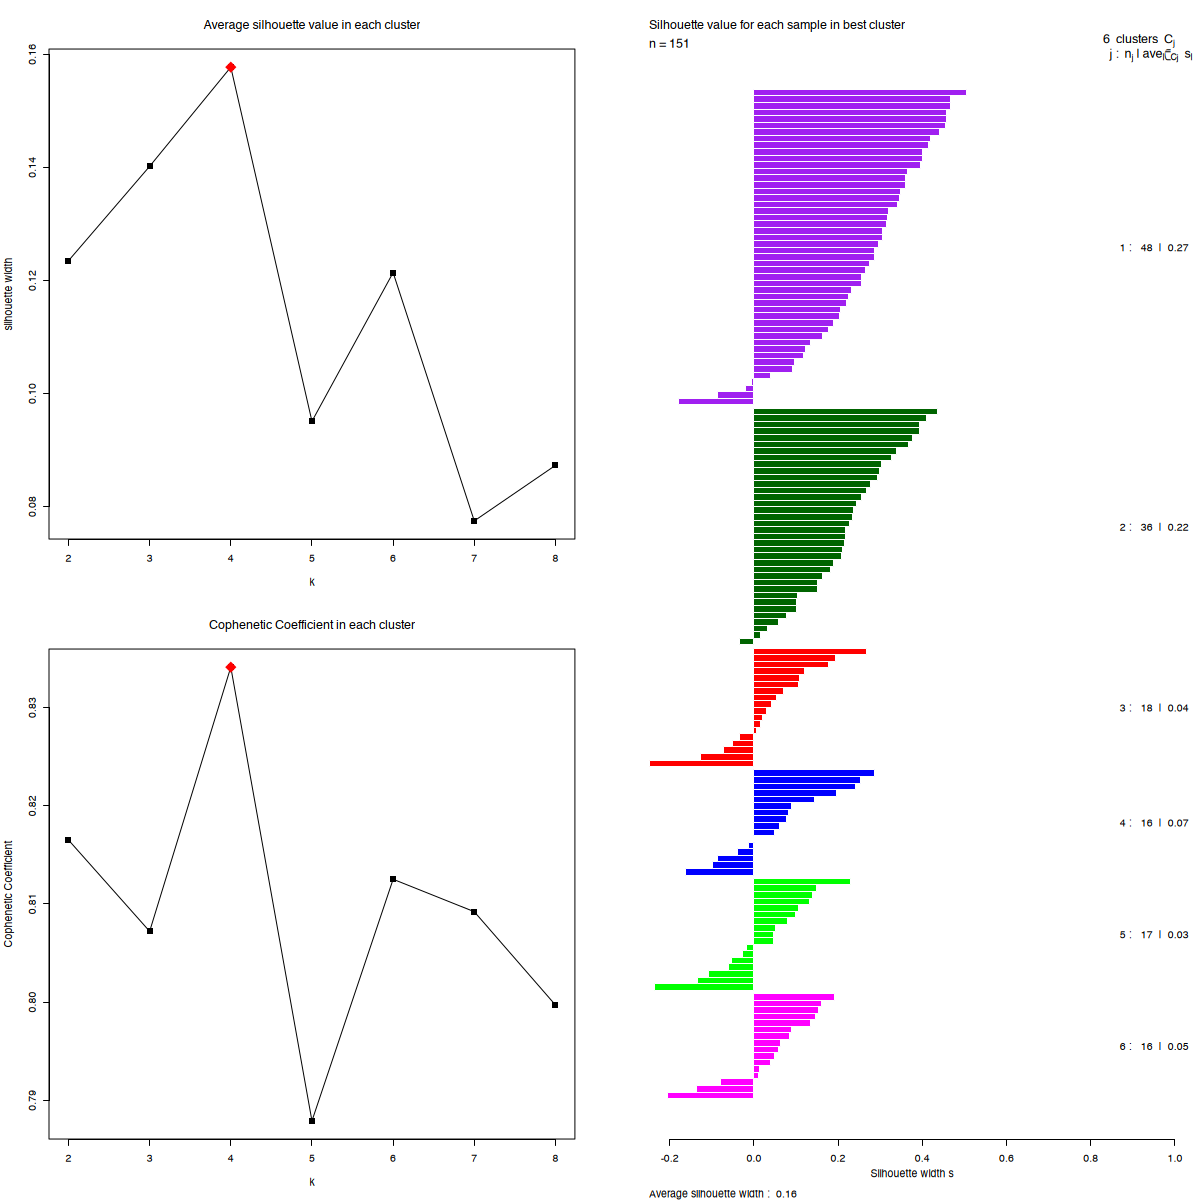 Average silhouette value in each cluster
0.16
0.14
0.12
0.10
0.08
silhouette width
2 3 4 5 6 7 8
k
Cophenetic Coefficient in each cluster
0.83
0.82
0.81
0.80
0.79
Cophenetic Coefficient
2 3 4 5 6 7 8
k
Silhouette value for each sample in best cluster
n = 151
6 clusters Cj
j : nj | ave i∈Cj si
1 : 48 | 0.27
2 : 36 | 0.22
3 : 18 | 0.04
4 : 16 | 0.07
5 : 17 | 0.03
6 : 16 | 0.05
-0.2 0.0 0.2 0.4 0.6 0.8 1.0
Silhouette width s
Average silhouette width : 0.16